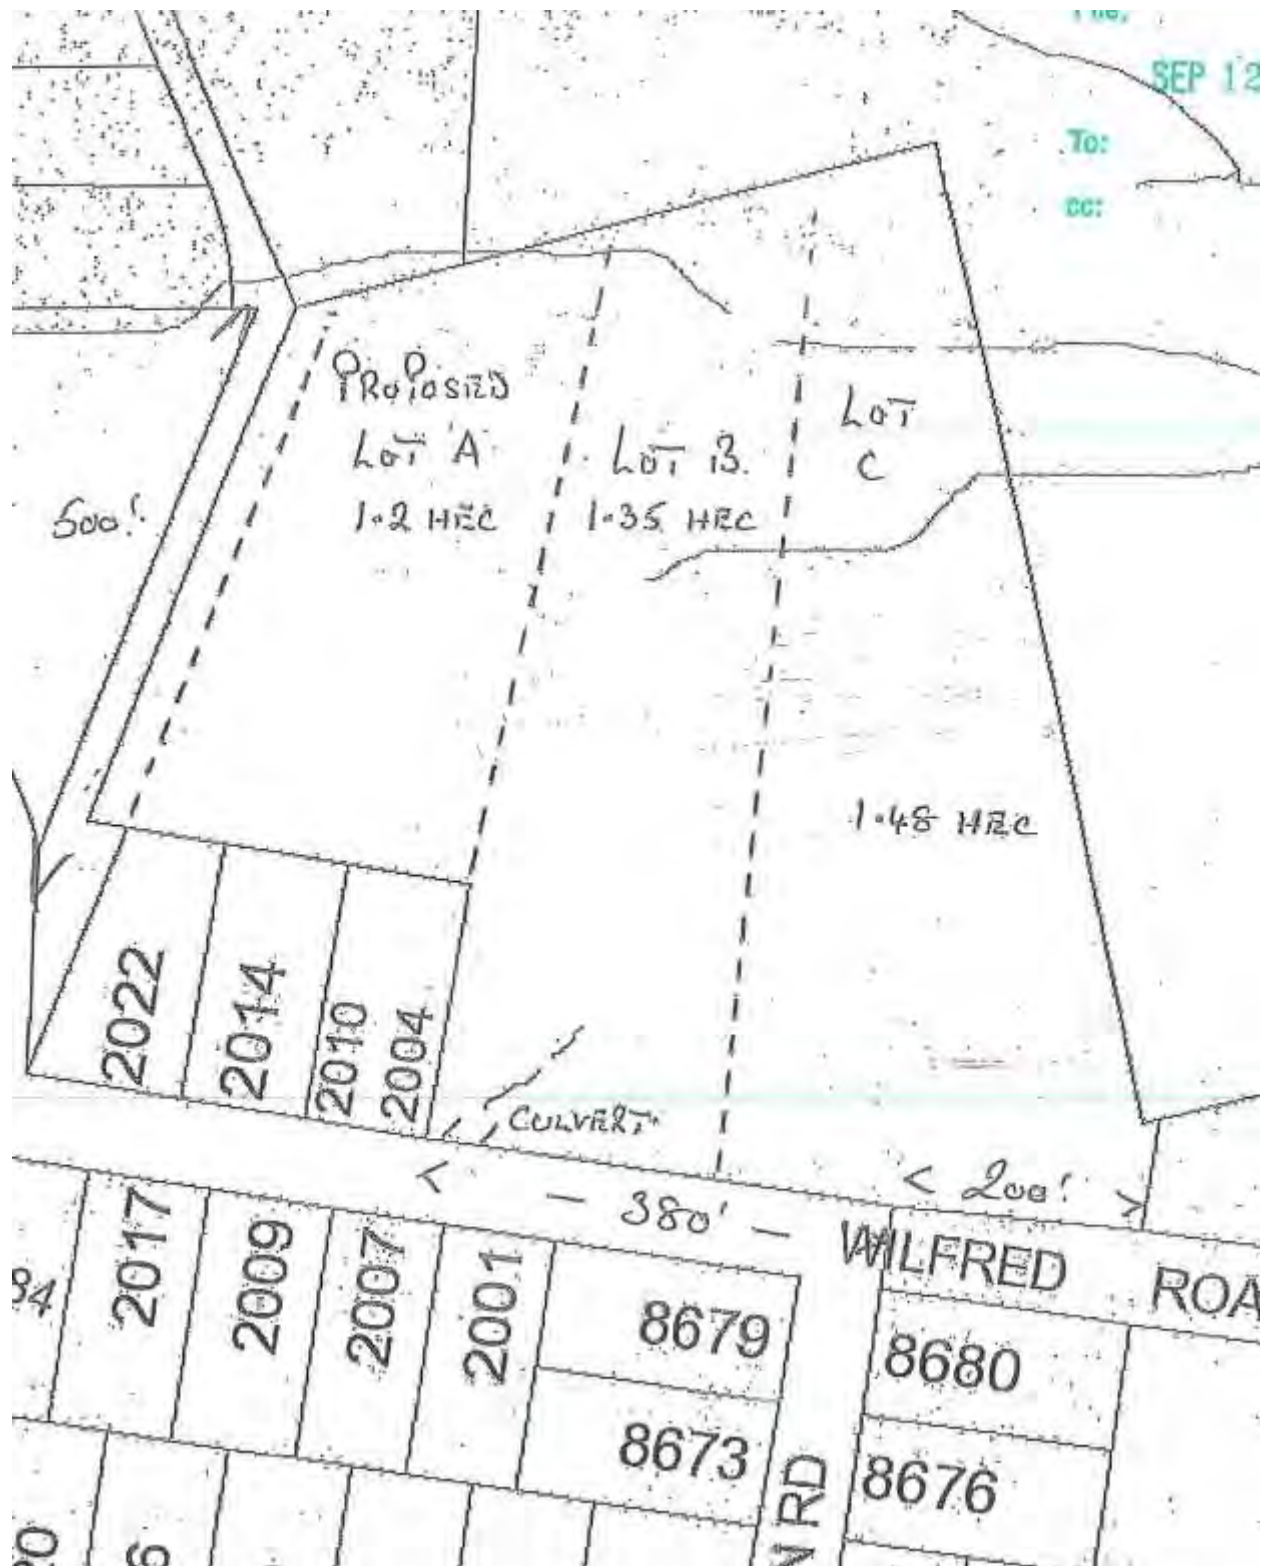 SEP 12
To:
cc:
PROPOSED
LOT A
1.2 HEC
LOT B.
1.35 HEC
LOT
C
500'
1.48 HEC
2022
2014
2010
2004
CULVERT
< — 380' —
< 200' >
WILFRED ROA
84
2017
2009
2007
2001
8679
8680
8673
8676
N RD
20
6